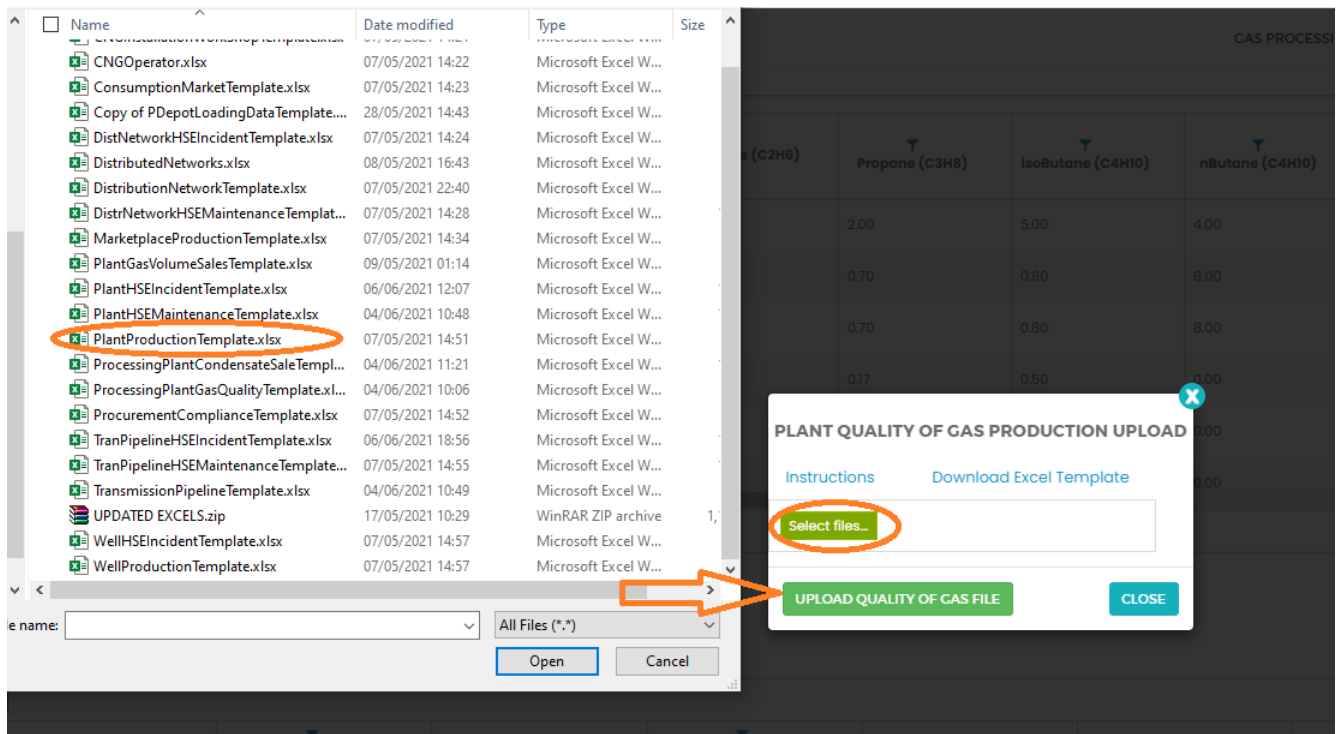 Name Date modified Type Size
CNGOperator.xlsx 07/05/2021 14:22 Microsoft Excel W...
ConsumptionMarketTemplate.xlsx 07/05/2021 14:23 Microsoft Excel W...
Copy of PDepotLoadingDataTemplate.... 28/05/2021 14:43 Microsoft Excel W...
DistNetworkHSEIncidentTemplate.xlsx 07/05/2021 14:24 Microsoft Excel W...
DistributedNetworks.xlsx 08/05/2021 16:43 Microsoft Excel W...
DistributionNetworkTemplate.xlsx 07/05/2021 22:40 Microsoft Excel W...
DistrNetworkHSEMaintenanceTemplat... 07/05/2021 14:28 Microsoft Excel W...
MarketplaceProductionTemplate.xlsx 07/05/2021 14:34 Microsoft Excel W...
PlantGasVolumeSalesTemplate.xlsx 09/05/2021 01:14 Microsoft Excel W...
PlantHSEIncidentTemplate.xlsx 06/06/2021 12:07 Microsoft Excel W...
PlantHSEMaintenanceTemplate.xlsx 04/06/2021 10:48 Microsoft Excel W...
PlantProductionTemplate.xlsx 07/05/2021 14:51 Microsoft Excel W...
ProcessingPlantCondensateSaleTempl... 04/06/2021 11:21 Microsoft Excel W...
ProcessingPlantGasQualityTemplate.xl... 04/06/2021 10:06 Microsoft Excel W...
ProcurementCompliance​Template.xlsx 07/05/2021 14:52 Microsoft Excel W...
TranPipelineHSEIncidentTemplate.xlsx 06/06/2021 18:56 Microsoft Excel W...
TranPipelineHSEMaintenanceTemplate... 07/05/2021 14:55 Microsoft Excel W...
TransmissionPipelineTemplate.xlsx 04/06/2021 10:49 Microsoft Excel W...
UPDATED EXCELS.zip 17/05/2021 10:29 WinRAR ZIP archive 1,
WellHSEIncidentTemplate.xlsx 07/05/2021 14:57 Microsoft Excel W...
WellProductionTemplate.xlsx 07/05/2021 14:57 Microsoft Excel W...
le name: All Files (*.*)
Open Cancel
GAS PROCESSI
e (C2H6) Propane (C3H8) isoButane (C4H10) nButane (C4H10)
2.00 5.00 4.00
0.70 0.80 8.00
0.70 0.80 8.00
0.17 0.50 0.00
0.00
0.00
X
PLANT QUALITY OF GAS PRODUCTION UPLOAD
Instructions Download Excel Template
Select files...
UPLOAD QUALITY OF GAS FILE CLOSE